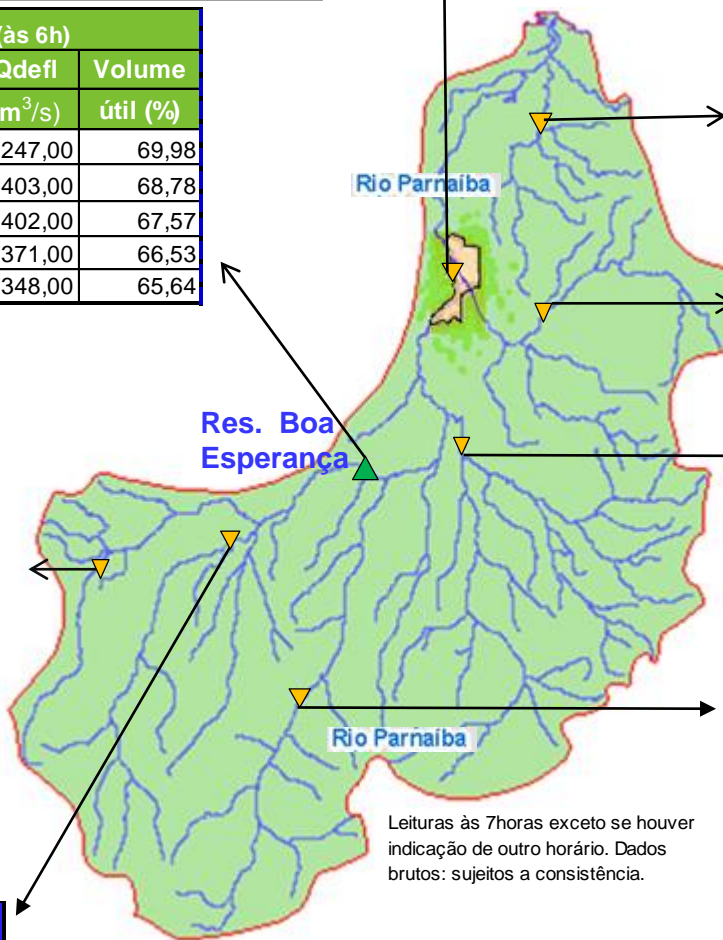 (às 6h)
Qdefl Volume
m³/s) útil (%)
247,00 69,98
403,00 68,78
402,00 67,57
371,00 66,53
348,00 65,64
Rio Parnaíba
Res. Boa
Esperança
Rio Parnaíba
Leituras às 7horas exceto se houver
indicação de outro horário. Dados
brutos: sujeitos a consistência.